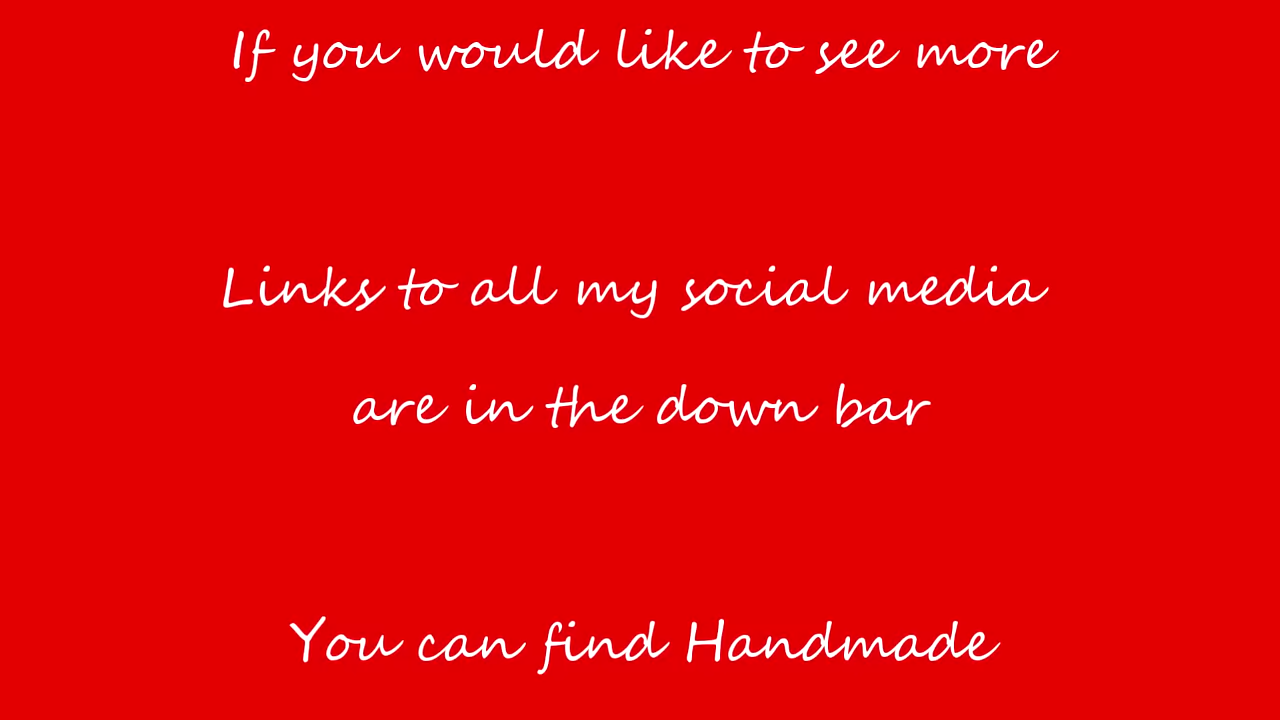 If you would like to see more
Links to all my social media
are in the down bar
You can find Handmade